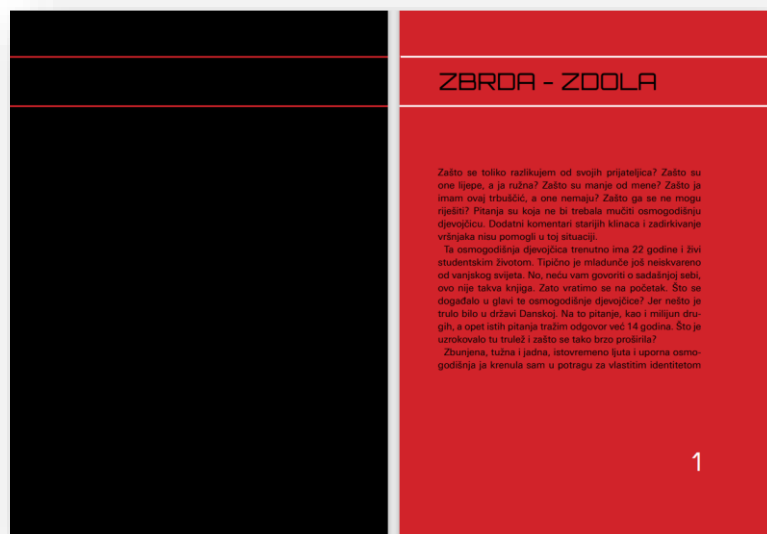 ZBRDA - ZDOLA
Zašto se toliko razlikujem od svojih prijateljica? Zašto su
one lijepe, a ja ružna? Zašto su manje od mene? Zašto ja
imam ovaj trbuščić, a one nemaju? Zašto ga se ne mogu
riješiti? Pitanja su koja ne bi trebala mučiti osmogodišnju
djevojčicu. Dodatni komentari starijih klinaca i zadirkivanje
vršnjaka nisu pomogli u toj situaciji.
Ta osmogodišnja djevojčica trenutno ima 22 godine i živi
studentskim životom. Tipično je mladunče još neiskvareno
od vanjskog svijeta. No, neću vam govoriti o sadašnjoj sebi,
ovo nije takva knjiga. Zato vratimo se na početak. Što se
događalo u glavi te osmogodišnje djevojčice? Jer nešto je
trulo bilo u državi Danskoj. Na to pitanje, kao i milijun dru-
gih, a opet istih pitanja tražim odgovor već 14 godina. Što je
uzrokovalo tu trulež i zašto se tako brzo proširila?
Zbunjena, tužna i jadna, istovremeno ljuta i uporna osmo-
godišnja ja krenula sam u potragu za vlastitim identitetom
1